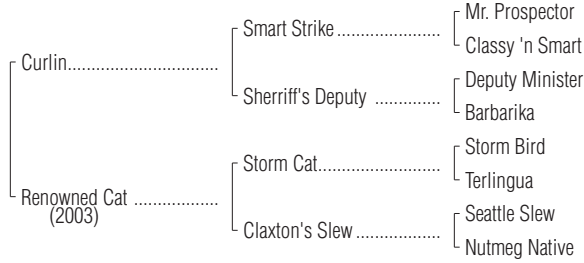 Mr. Prospector
Smart Strike ....................
Classy 'n Smart
Curlin.............................
Deputy Minister
Sherriff's Deputy .............
Barbarika
Storm Bird
Storm Cat........................
Terlingua
Renowned Cat ................
(2003)
Seattle Slew
Claxton's Slew .................
Nutmeg Native